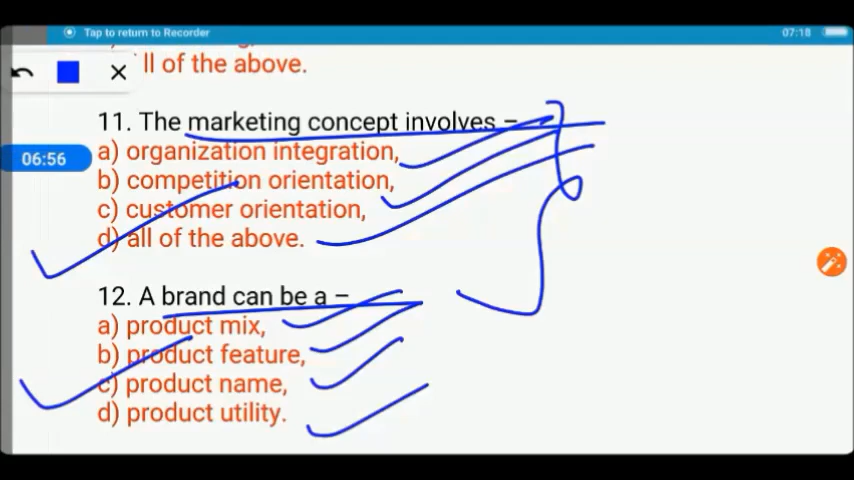 Tap to return to Recorder
07:18
ll of the above.
11. The marketing concept involves –
06:56
a) organization integration,
b) competition orientation,
c) customer orientation,
d) all of the above.
12. A brand can be a –
a) product mix,
b) product feature,
c) product name,
d) product utility.